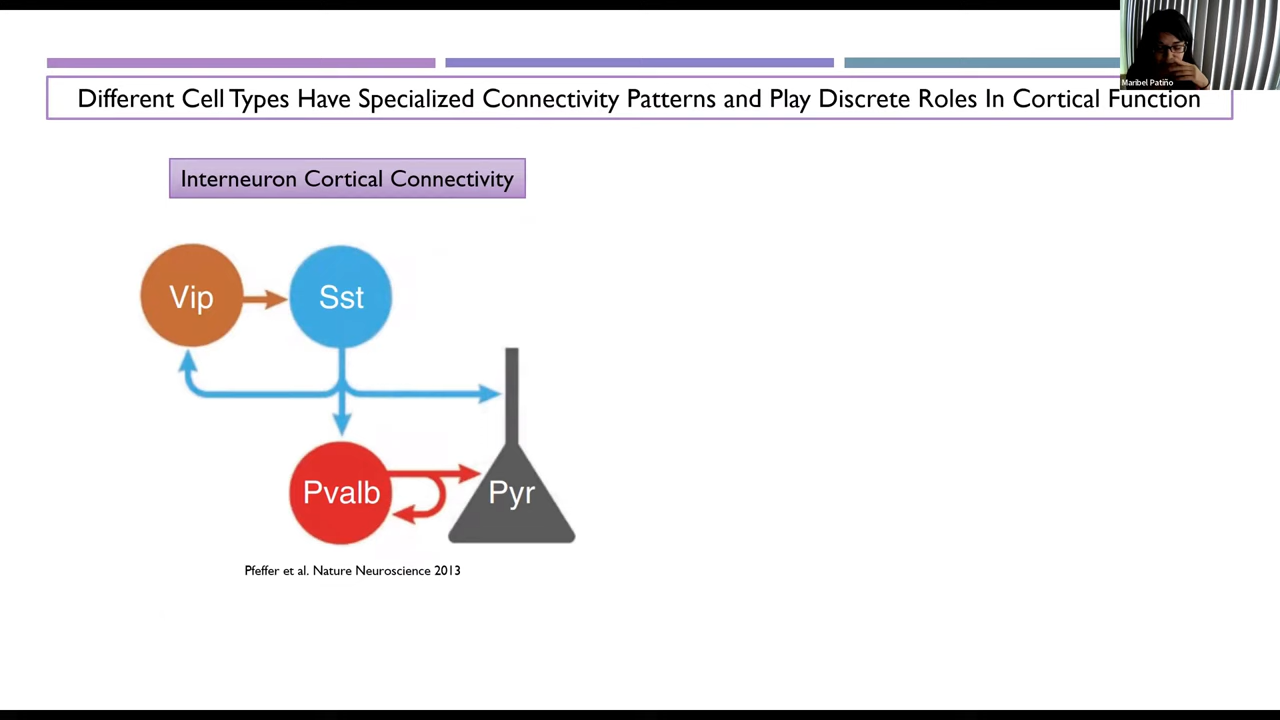 Maribel Patiño
Different Cell Types Have Specialized Connectivity Patterns and Play Discrete Roles In Cortical Function
Interneuron Cortical Connectivity
Vip
Sst
Pvalb
Pyr
Pfeffer et al. Nature Neuroscience 2013